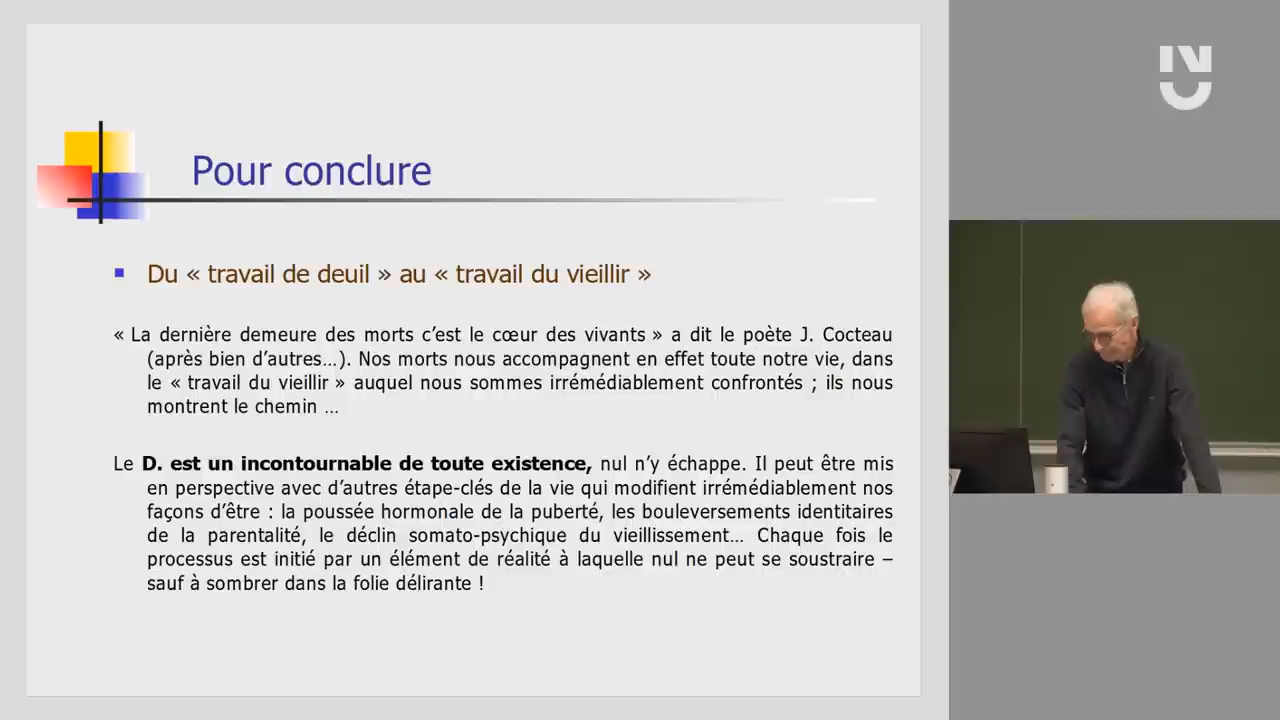 Pour conclure
Du « travail de deuil » au « travail du vieillir »
« La dernière demeure des morts c’est le cœur des vivants » a dit le poète J. Cocteau
(après bien d’autres…). Nos morts nous accompagnent en effet toute notre vie, dans
le « travail du vieillir » auquel nous sommes irrémédiablement confrontés ; ils nous
montrent le chemin …
Le D. est un incontournable de toute existence, nul n’y échappe. Il peut être mis
en perspective avec d’autres étape-clés de la vie qui modifient irrémédiablement nos
façons d’être : la poussée hormonale de la puberté, les bouleversements identitaires
de la parentalité, le déclin somato-psychique du vieillissement… Chaque fois le
processus est initié par un élément de réalité à laquelle nul ne peut se soustraire –
sauf à sombrer dans la folie délirante !